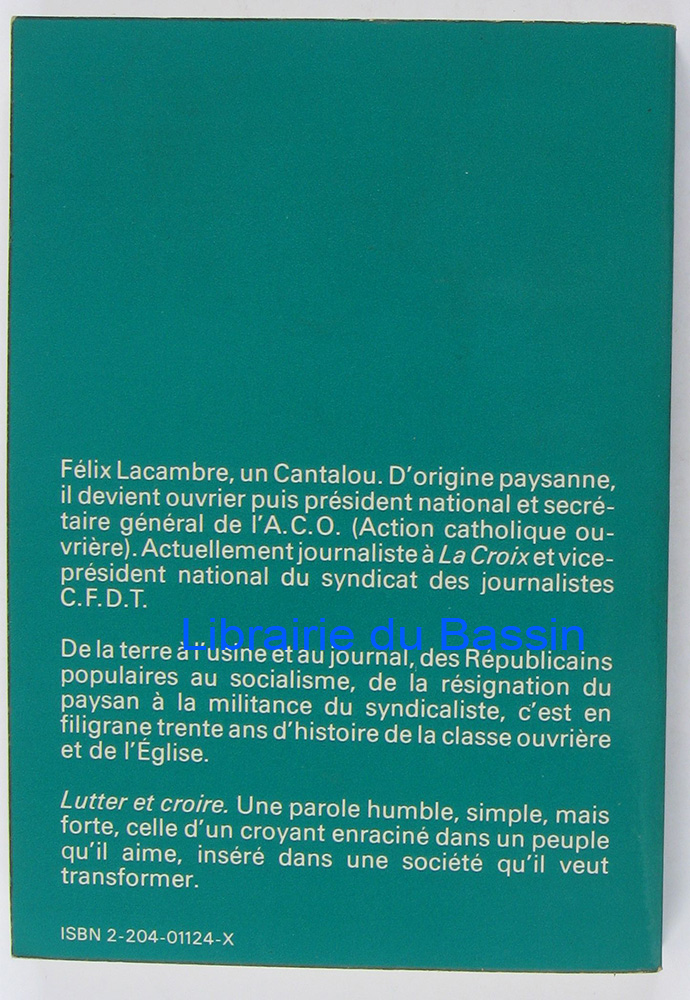 Félix Lacambre, un Cantalou. D'origine paysanne,
il devient ouvrier puis président national et secré-
taire général de l'A.C.O. (Action catholique ou-
vrière). Actuellement journaliste à La Croix et vice-
président national du syndicat des journalistes
C.F.D.T.
Librairie du Bassin
De la terre à l'usine et au journal, des Républicains
populaires au socialisme, de la résignation du
paysan à la militance du syndicaliste, c'est en
filigrane trente ans d'histoire de la classe ouvrière
et de l'Église.
Lutter et croire. Une parole humble, simple, mais
forte, celle d'un croyant enraciné dans un peuple
qu'il aime, inséré dans une société qu'il veut
transformer.
ISBN 2-204-01124-X